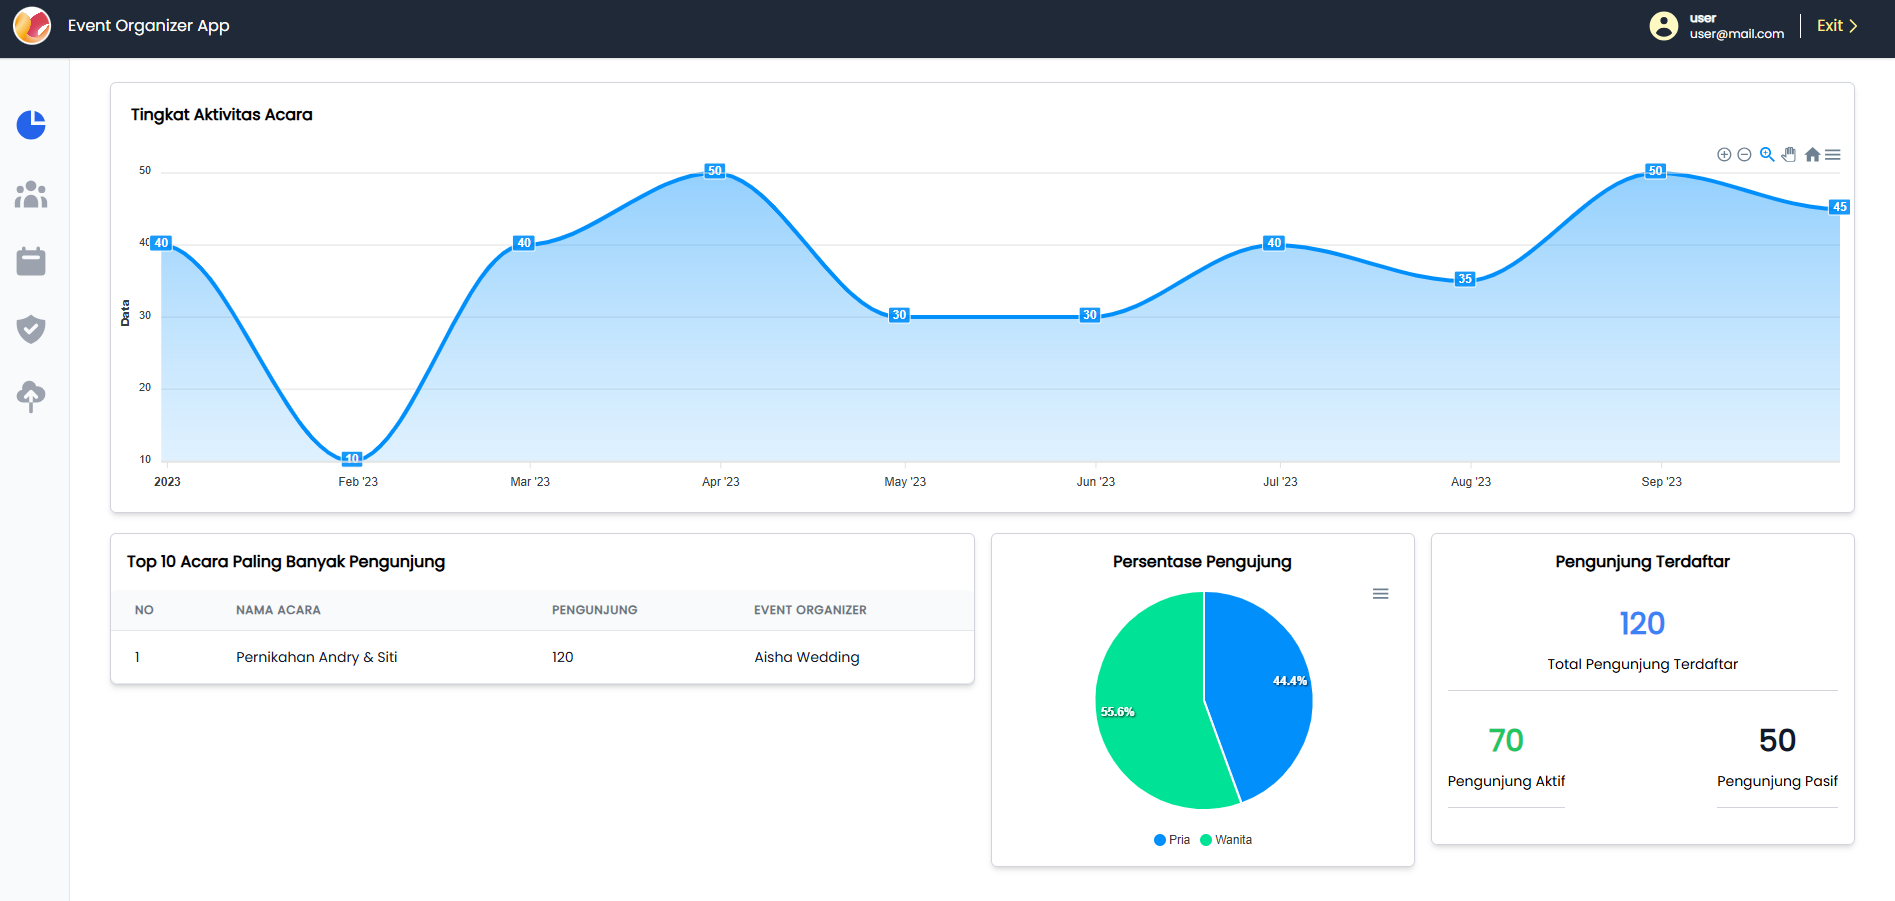 Event Organizer App
user
user@mail.com
Exit
Tingkat Aktivitas Acara
50
40
30
20
10
Data
40
10
40
50
30
30
40
35
50
45
2023
Feb '23
Mar '23
Apr '23
May '23
Jun '23
Jul '23
Aug '23
Sep '23
Top 10 Acara Paling Banyak Pengunjung
NO NAMA ACARA PENGUNJUNG EVENT ORGANIZER
1 Pernikahan Andry & Siti 120 Aisha Wedding
Persentase Pengujung
44.4%
55.6%
Pria Wanita
Pengunjung Terdaftar
120
Total Pengunjung Terdaftar
70
Pengunjung Aktif
50
Pengunjung Pasif